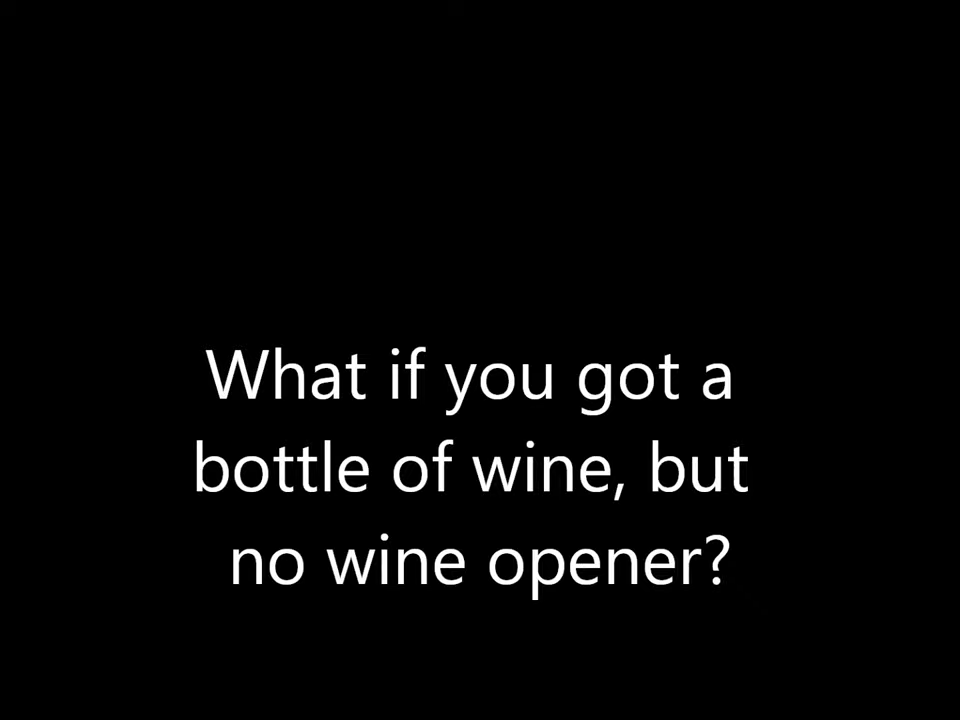 What if you got a
bottle of wine, but
no wine opener?